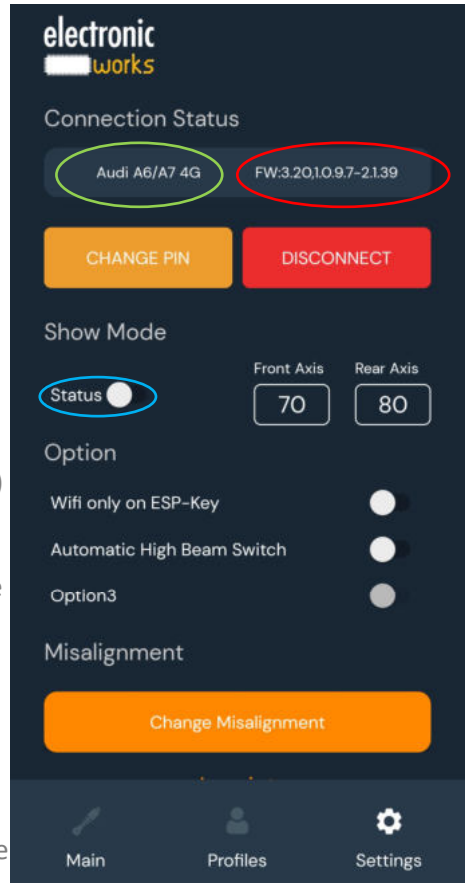 electronic
works
Connection Status
Audi A6/A7 4G FW:3.20,1.0.9.7-2.1.39
CHANGE PIN DISCONNECT
Show Mode
Front Axis Rear Axis
Status 70 80
Option
Wifi only on ESP-Key
Automatic High Beam Switch
Option3
Misalignment
Change Misalignment
Main Profiles Settings